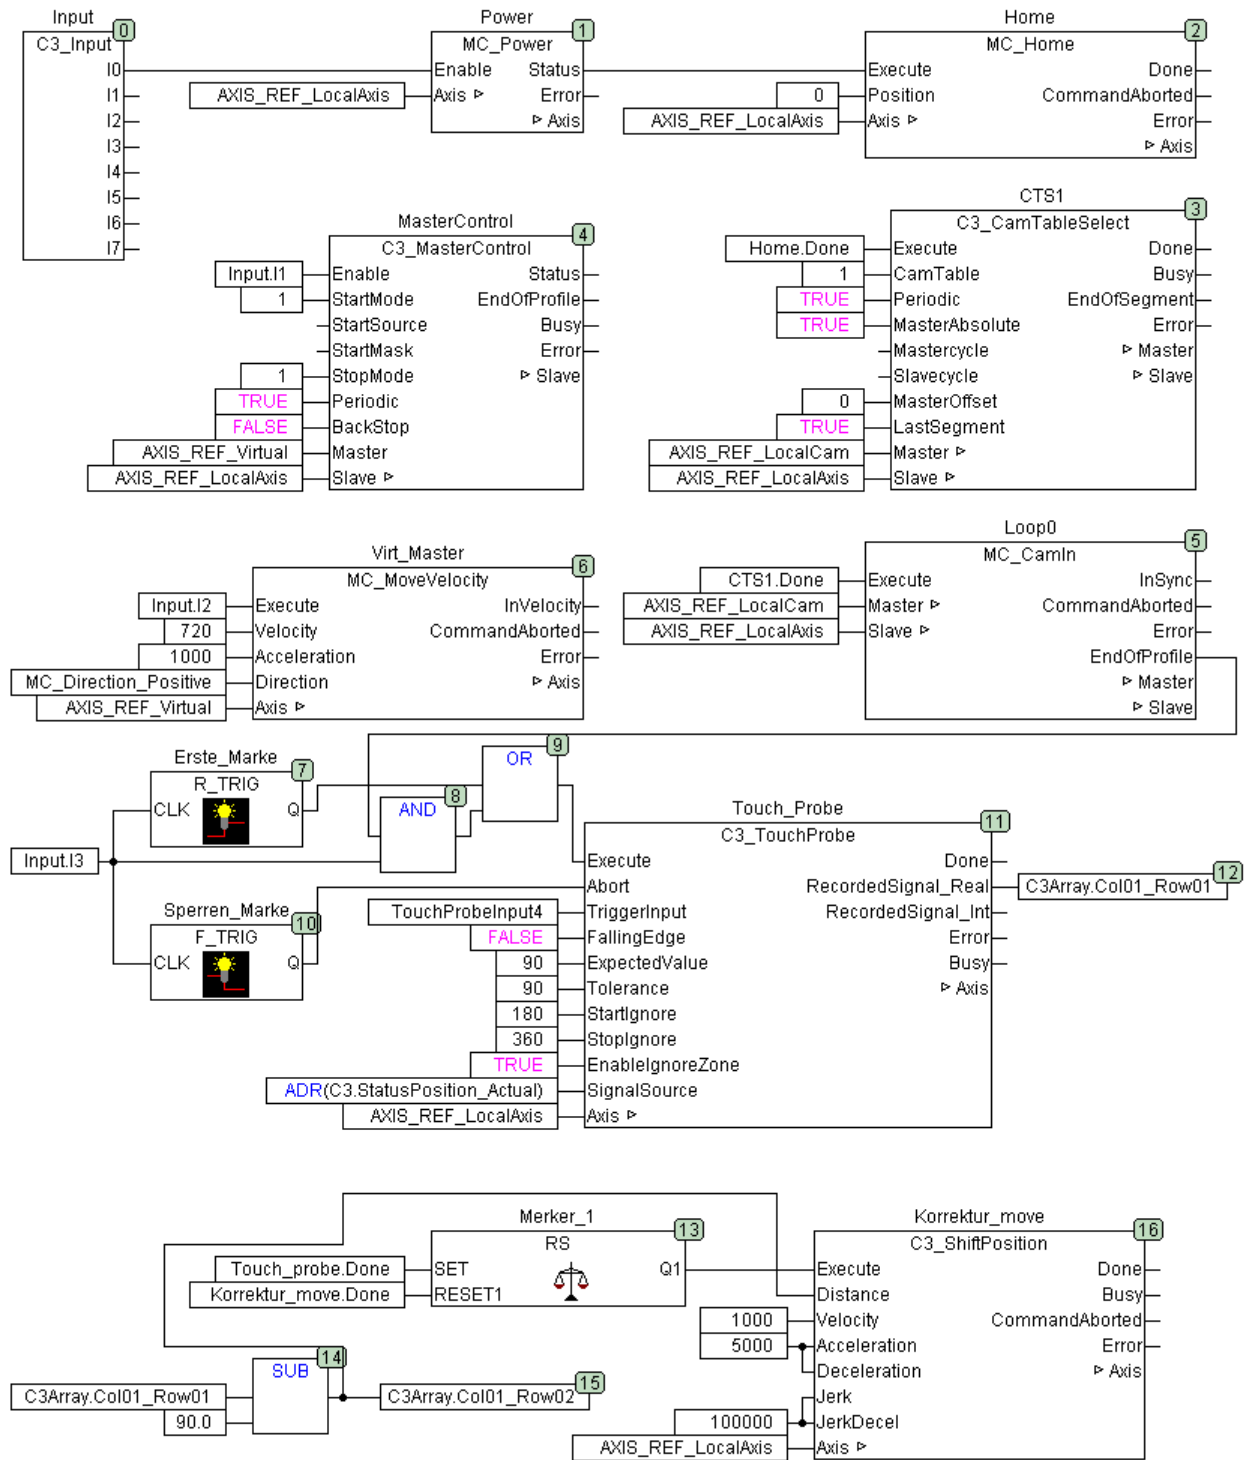 Input
0
C3_Input
I0
I1
I2
I3
I4
I5
I6
I7
Power
1
MC_Power
Enable Status
AXIS_REF_LocalAxis Axis Error
Axis
Home
2
MC_Home
Execute Done
0 Position CommandAborted
AXIS_REF_LocalAxis Axis Error
Axis
MasterControl
4
C3_MasterControl
Input.I1 Enable Status
1 StartMode EndOfProfile
StartSource Busy
StartMask Error
1 StopMode Slave
TRUE Periodic
FALSE BackStop
AXIS_REF_Virtual Master
AXIS_REF_LocalAxis Slave
CTS1
3
C3_CamTableSelect
Home.Done Execute Done
1 CamTable Busy
TRUE Periodic EndOfSegment
TRUE MasterAbsolute Error
Mastercycle Master
Slavecycle Slave
0 MasterOffset
TRUE LastSegment
AXIS_REF_LocalCam Master
AXIS_REF_LocalAxis Slave
Virt_Master
6
MC_MoveVelocity
Input.I2 Execute InVelocity
720 Velocity CommandAborted
1000 Acceleration Error
MC_Direction_Positive Direction Axis
AXIS_REF_Virtual Axis
Loop0
5
MC_CamIn
CTS1.Done Execute InSync
AXIS_REF_LocalCam Master CommandAborted
AXIS_REF_LocalAxis Slave Error
EndOfProfile
Master
Slave
Erste_Marke
7
R_TRIG
CLK Q
8
AND
9
OR
Input.I3
Sperren_Marke
10
F_TRIG
CLK Q
Touch_Probe
11
C3_TouchProbe
Execute Done
Abort RecordedSignal_Real
12
C3Array.Col01_Row01
TouchProbeInput4 TriggerInput RecordedSignal_Int
FALSE FallingEdge Error
90 ExpectedValue Busy
90 Tolerance Axis
180 StartIgnore
360 StopIgnore
TRUE EnableIgnoreZone
ADR(C3.StatusPosition_Actual) SignalSource
AXIS_REF_LocalAxis Axis
Merker_1
13
RS
Touch_probe.Done SET Q1
Korrektur_move.Done RESET1
14
SUB
C3Array.Col01_Row01
90.0
15
C3Array.Col01_Row02
Korrektur_move
16
C3_ShiftPosition
Execute Done
Distance Busy
1000 Velocity CommandAborted
5000 Acceleration Error
Deceleration Axis
Jerk
100000 JerkDecel
AXIS_REF_LocalAxis Axis